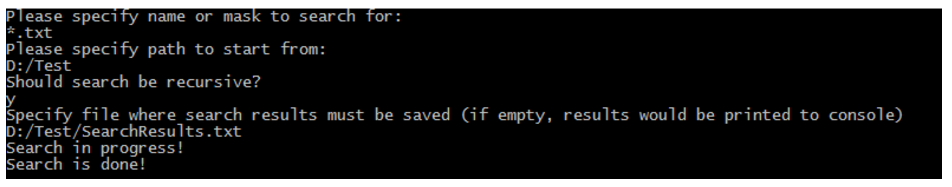 Please specify name or mask to search for:
*.txt
Please specify path to start from:
D:/Test
Should search be recursive?
y
Specify file where search results must be saved (if empty, results would be printed to console)
D:/Test/SearchResults.txt
Search in progress!
Search is done!